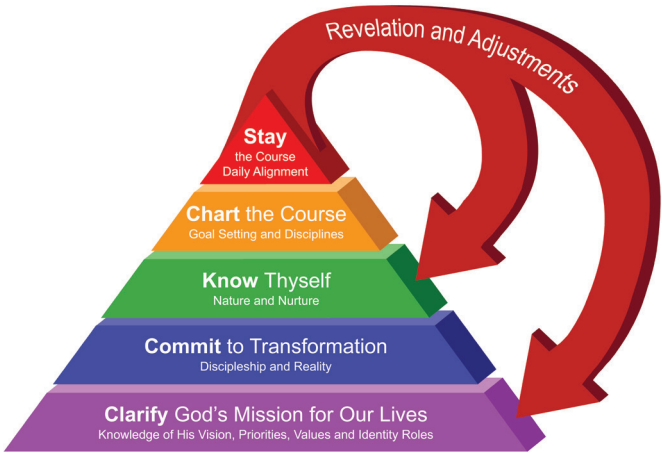 Revelation and Adjustments
Stay
the Course
Daily Alignment
Chart the Course
Goal Setting and Disciplines
Know Thyself
Nature and Nurture
Commit to Transformation
Discipleship and Reality
Clarify God's Mission for Our Lives
Knowledge of His Vision, Priorities, Values and Identity Roles